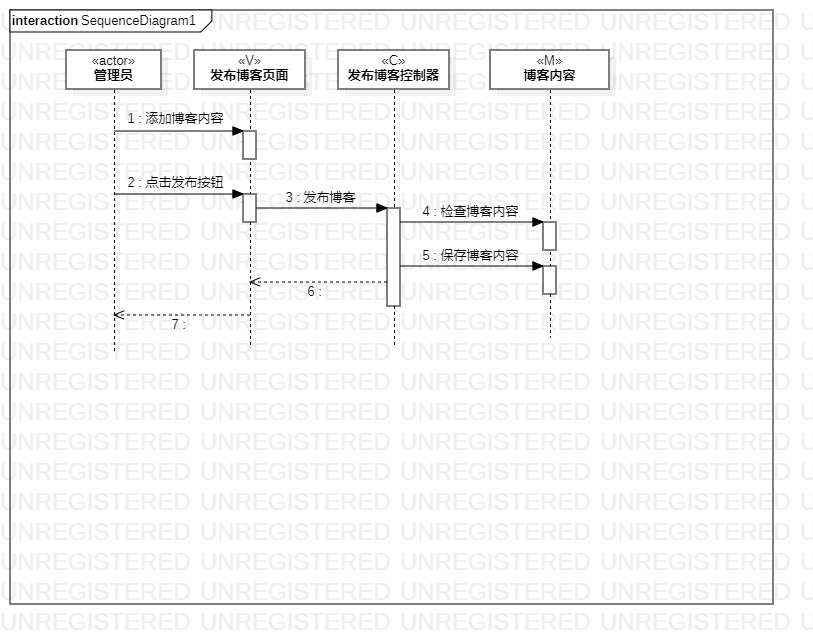 interaction SequenceDiagram1
«actor»
管理员
«V»
发布博客页面
«C»
发布博客控制器
«M»
博客内容
1 : 添加博客内容
2 : 点击发布按钮
3 : 发布博客
4 : 检查博客内容
5 : 保存博客内容
6 :
7 :
UNREGISTERED UNREGISTERED UNREGISTERED UNREGISTERED